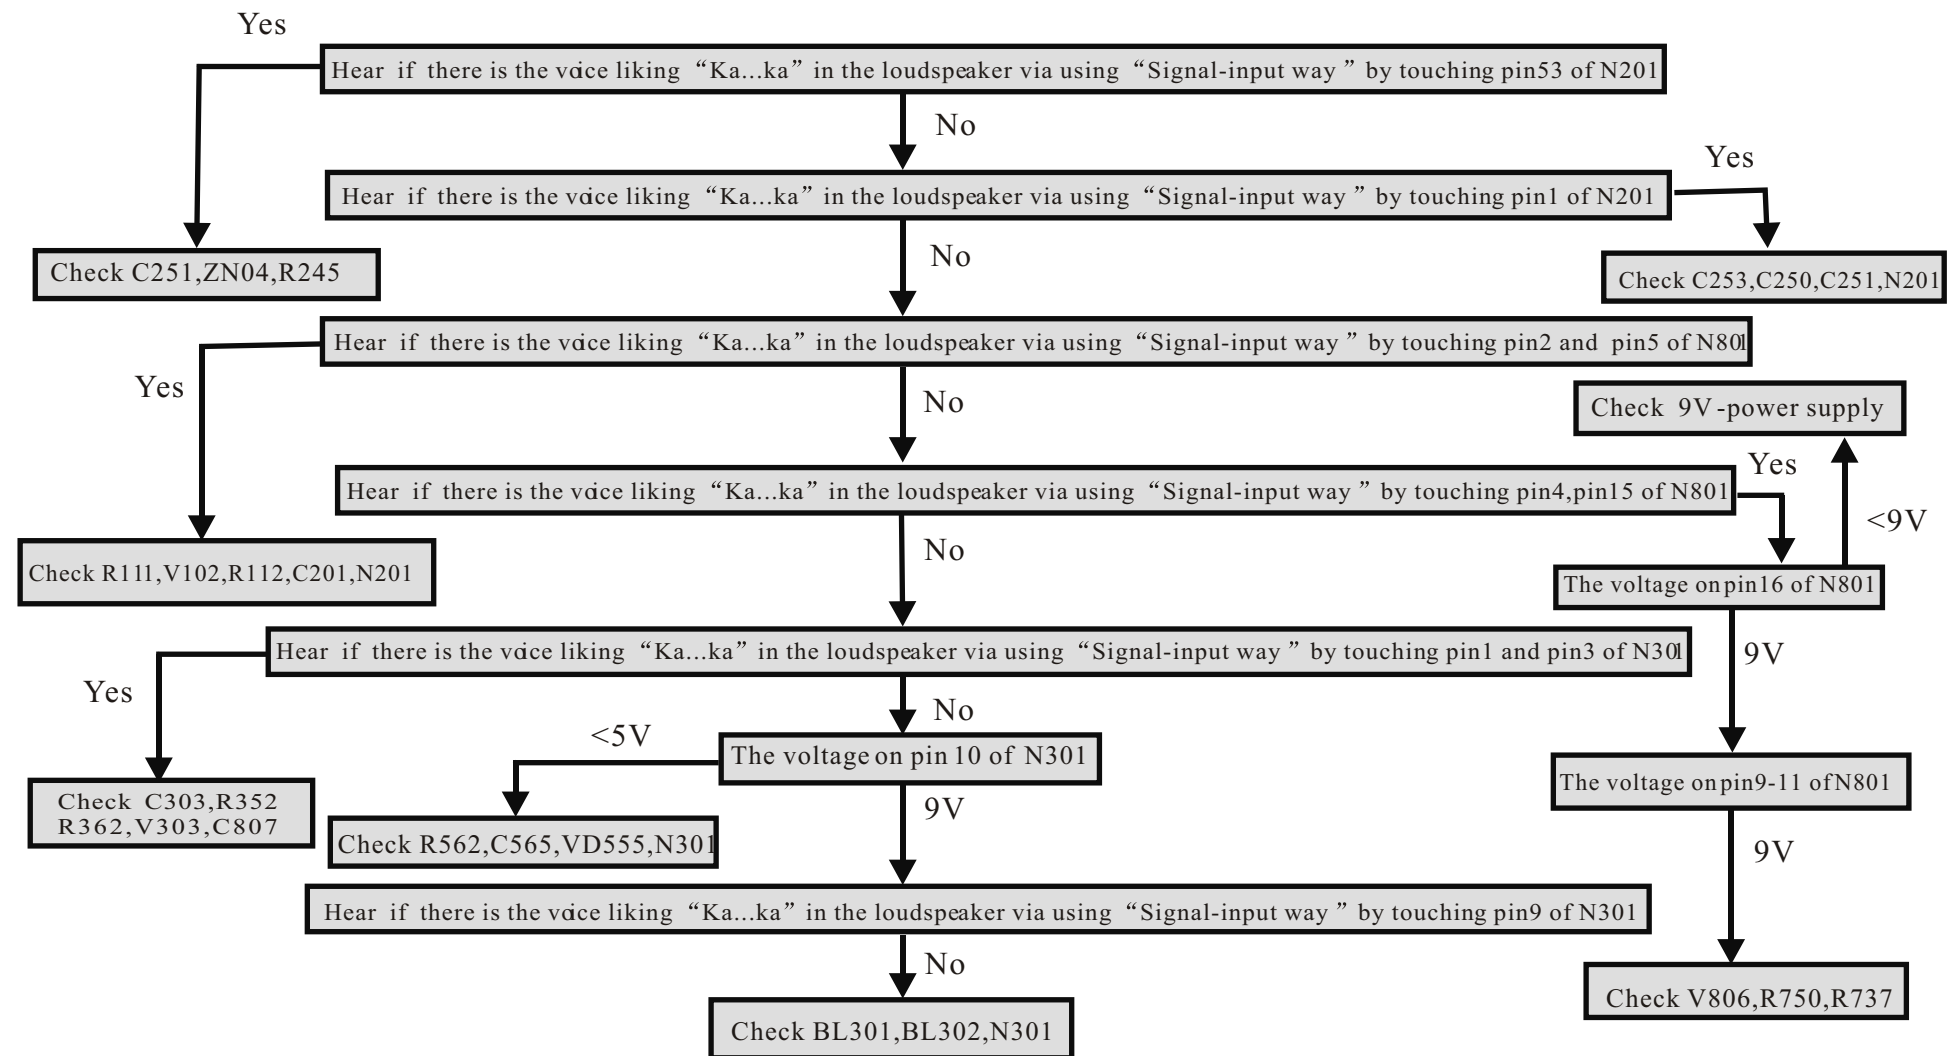 Yes
Hear if there is the voice liking “Ka...ka” in the loudspeaker via using “Signal-input way” by touching pin53 of N201
No
Yes
Hear if there is the voice liking “Ka...ka” in the loudspeaker via using “Signal-input way” by touching pin1 of N201
No
Check C251,ZN04,R245
Check C253,C250,C251,N201
Hear if there is the voice liking “Ka...ka” in the loudspeaker via using “Signal-input way” by touching pin2 and pin5 of N801
Yes
No
Check 9V-power supply
Yes
Hear if there is the voice liking “Ka...ka” in the loudspeaker via using “Signal-input way” by touching pin4,pin15 of N801
<9V
No
Check R111,V102,R112,C201,N201
The voltage on pin16 of N801
Hear if there is the voice liking “Ka...ka” in the loudspeaker via using “Signal-input way” by touching pin1 and pin3 of N301
9V
Yes
No
<5V
The voltage on pin 10 of N301
The voltage on pin9-11 of N801
Check C303,R352
R362,V303,C807
9V
Check R562,C565,VD555,N301
9V
Hear if there is the voice liking “Ka...ka” in the loudspeaker via using “Signal-input way” by touching pin9 of N301
No
Check V806,R750,R737
Check BL301,BL302,N301